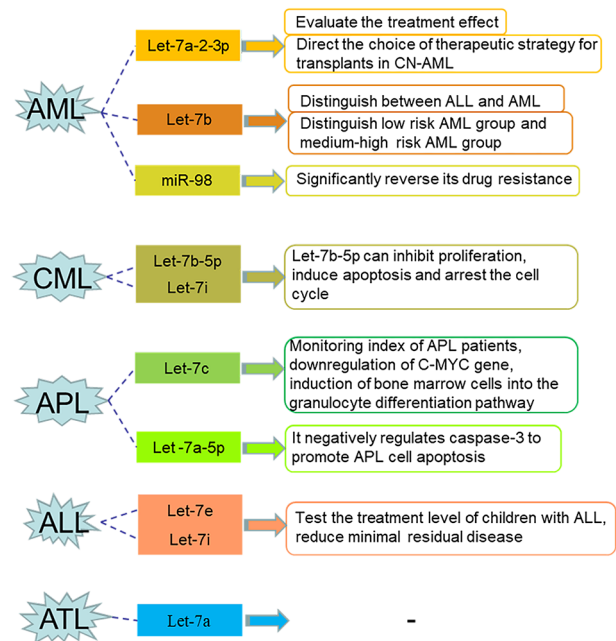 Evaluate the treatment effect
Let-7a-2-3p
Direct the choice of therapeutic strategy for
transplants in CN-AML
AML
Let-7b
Distinguish between ALL and AML
Distinguish low risk AML group and
medium-high risk AML group
miR-98
Significantly reverse its drug resistance
CML
Let-7b-5p
Let-7i
Let-7b-5p can inhibit proliferation,
induce apoptosis and arrest the cell
cycle
APL
Let-7c
Monitoring index of APL patients,
downregulation of C-MYC gene,
induction of bone marrow cells into the
granulocyte differentiation pathway
Let-7a-5p
It negatively regulates caspase-3 to
promote APL cell apoptosis
ALL
Let-7e
Let-7i
Test the treatment level of children with ALL,
reduce minimal residual disease
ATL
Let-7a
-